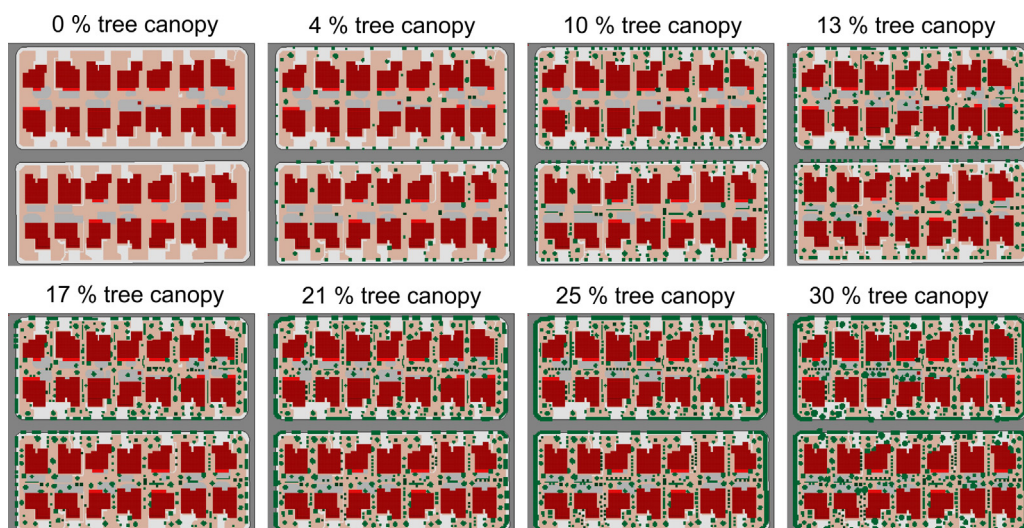 0 % tree canopy
4 % tree canopy
10 % tree canopy
13 % tree canopy
17 % tree canopy
21 % tree canopy
25 % tree canopy
30 % tree canopy